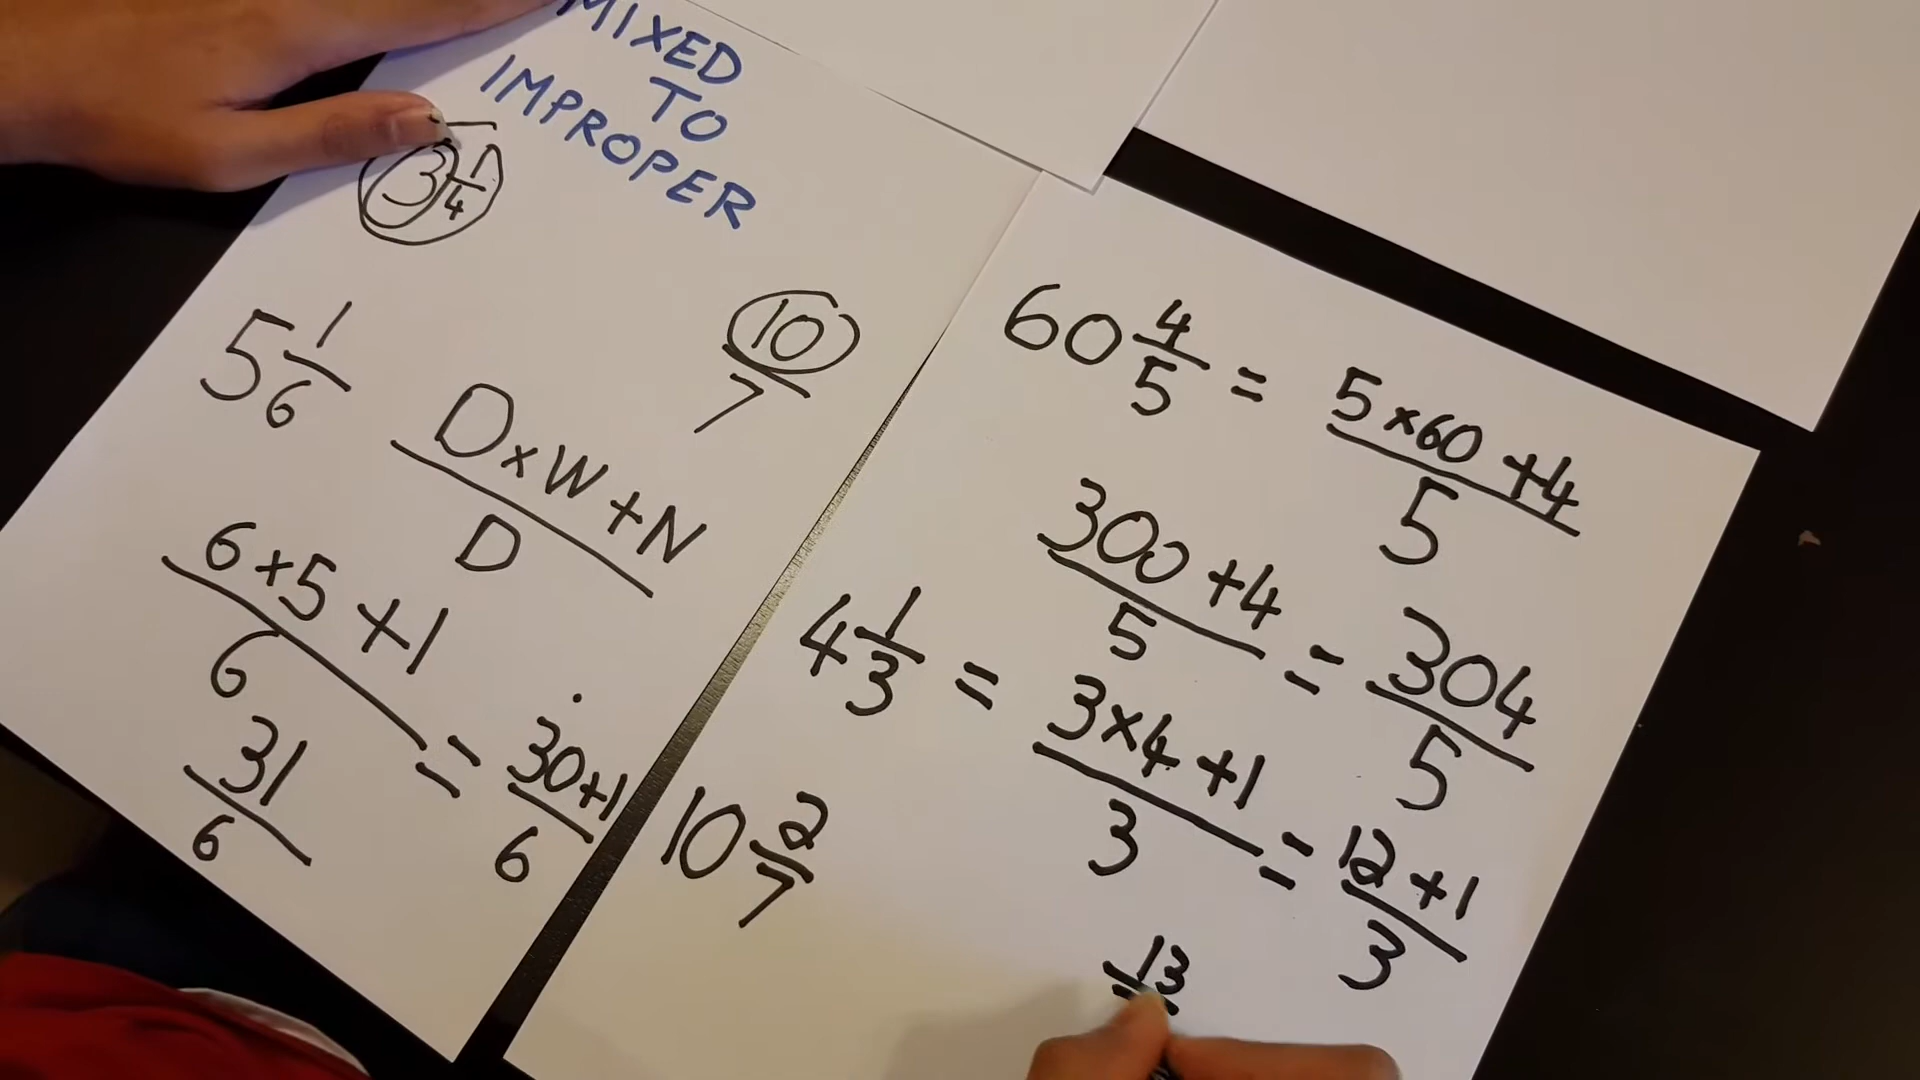 MIXED
TO
IMPROPER
3 1/4
5 1/6
10/7
D×W+N
D
6×5+1
6
= 30+1
6
31
6
60 4/5 = 5×60+4
5
300+4
5
= 304
5
4 1/3 = 3×4+1
3
= 12+1
3
10 2/7
13